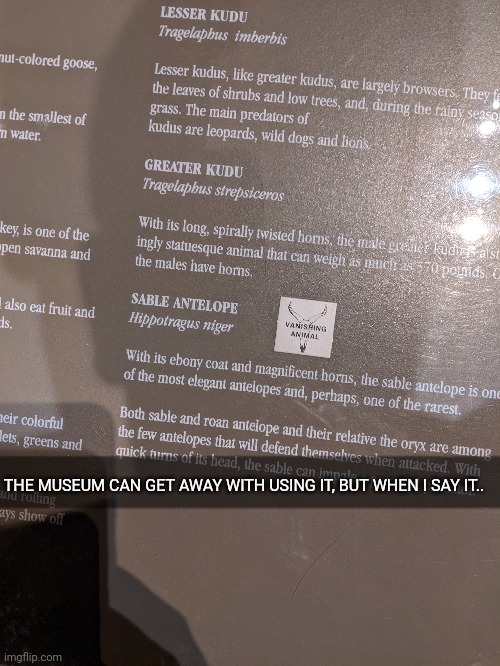 LESSER KUDU
Tragelaphus imberbis
nut-colored goose,
Lesser kudus, like greater kudus, are largely browsers. They
the leaves of shrubs and low trees, and, during the rainy
n the smallest of
grass. The main predators of
m water.
kudus are leopards, wild dogs and lions.
GREATER KUDU
Tragelaphus strepsiceros
key, is one of the
With its long, spirally twisted horns, the male greater kudu is
open savanna and
ingly statuesque animal that can weigh as much as 570 pounds.
the males have horns.
also eat fruit and
SABLE ANTELOPE
ds.
Hippotragus niger
VANISHING
ANIMAL
With its ebony coat and magnificent horns, the sable antelope is one
of the most elegant antelopes and, perhaps, one of the rarest.
heir colorful
Both sable and roan antelope and their relative the oryx are among
lets, greens and
the few antelopes that will defend themselves when attacked. With
quick turns of its head, the sable can
THE MUSEUM CAN GET AWAY WITH USING IT, BUT WHEN I SAY IT..
and rolling
ays show off
imgflip.com